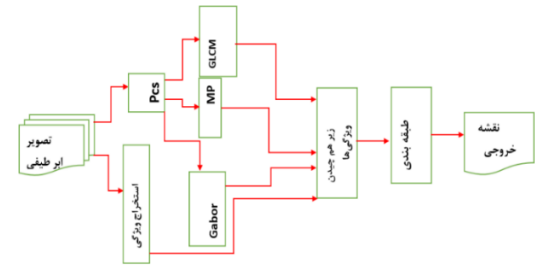 تصویر
ابر طیفی
Pcs
استخراج ویژگی
GLCM
MP
Gabor
زیر هم چیدن
ویژگی‌ها
طبقه بندی
نقشه
خروجی